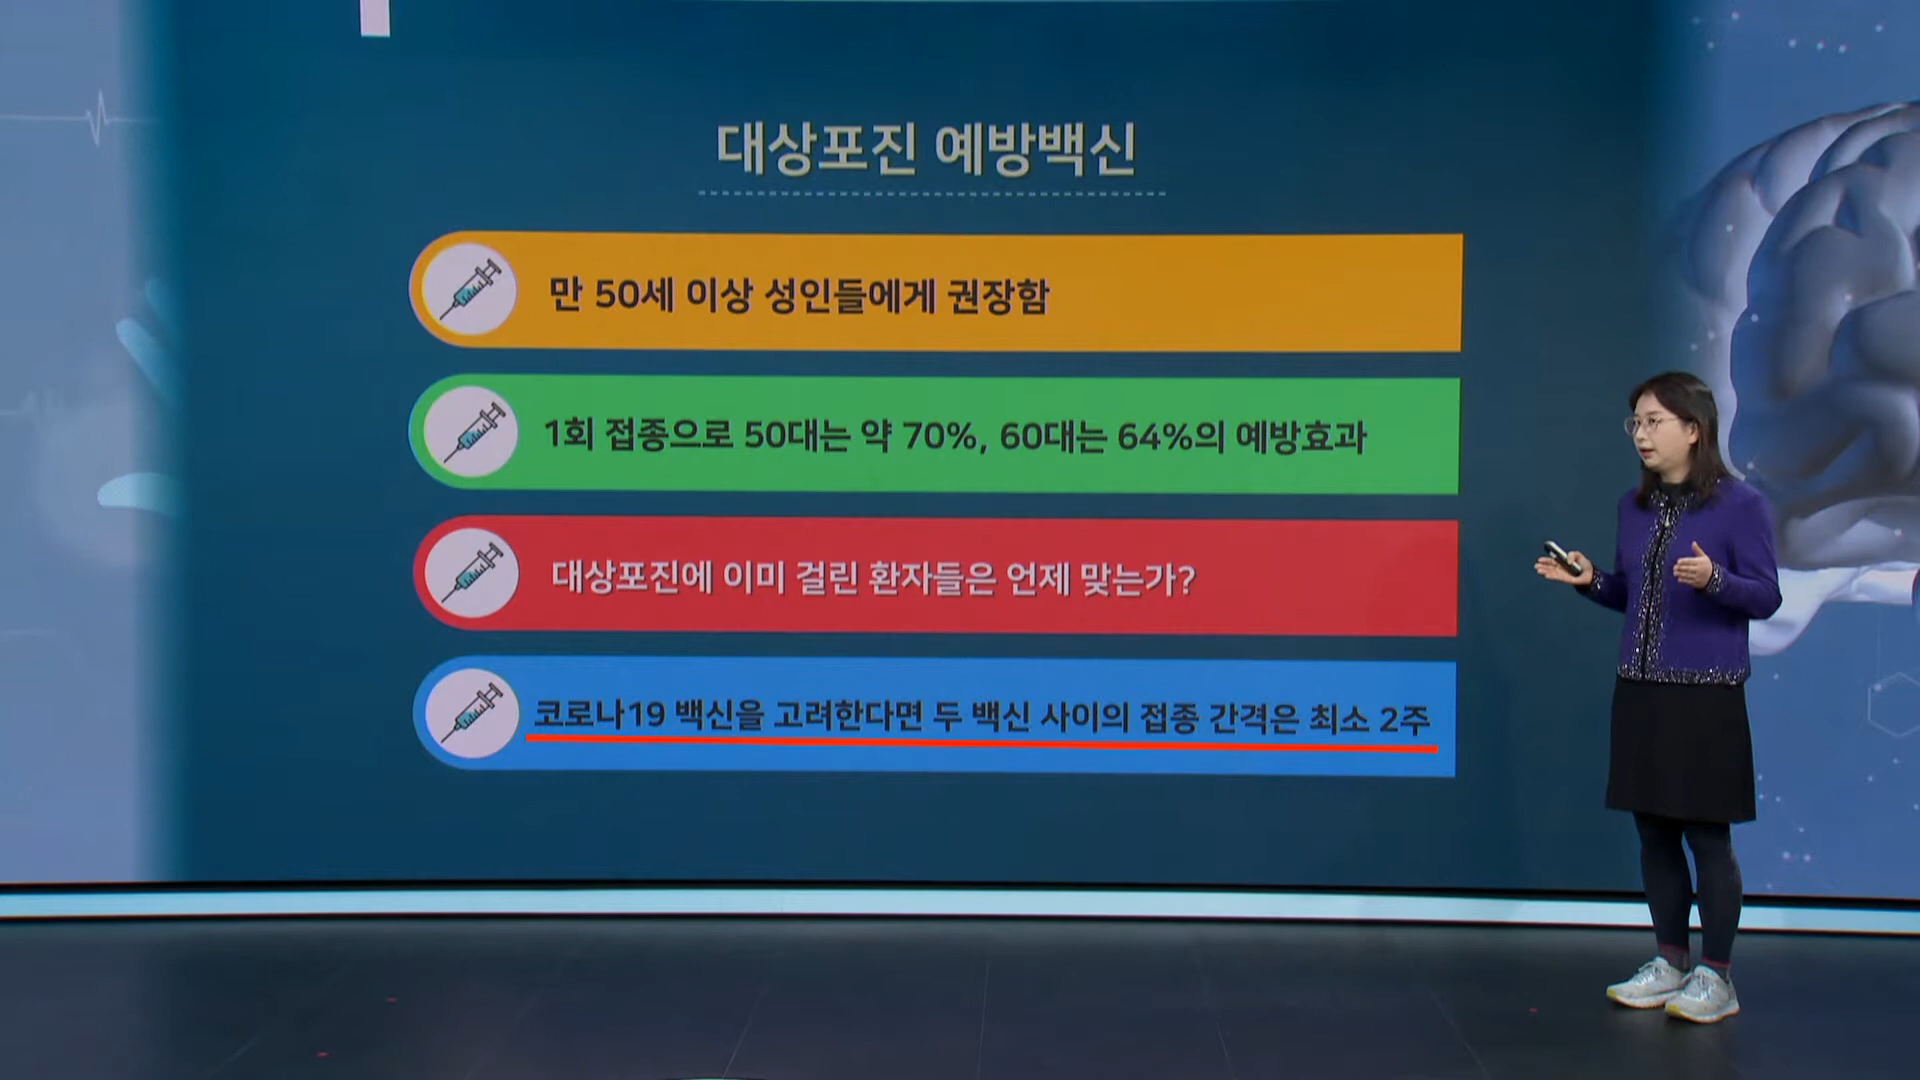 대상포진 예방백신
만 50세 이상 성인들에게 권장함
1회 접종으로 50대는 약 70%, 60대는 64%의 예방효과
대상포진에 이미 걸린 환자들은 언제 맞는가?
코로나19 백신을 고려한다면 두 백신 사이의 접종 간격은 최소 2주